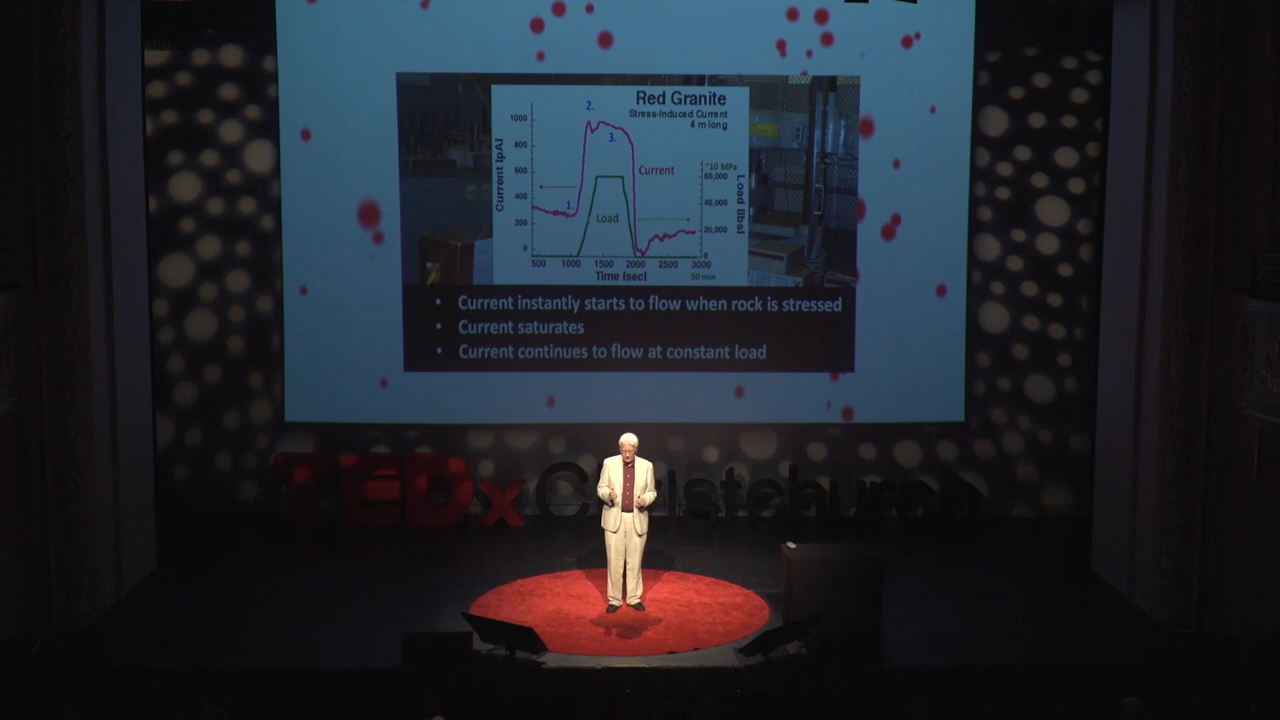 Red Granite
Stress-induced Current
4 m long
Current [pA]
1000
800
600
400
200
0
2.
3.
1.
Current
Load
~10 MPa
60,000
40,000
20,000
0
Load [lbs]
500 1000 1500 2000 2500 3000
Time [sec]
50 min
• Current instantly starts to flow when rock is stressed
• Current saturates
• Current continues to flow at constant load
TEDxChristchurch